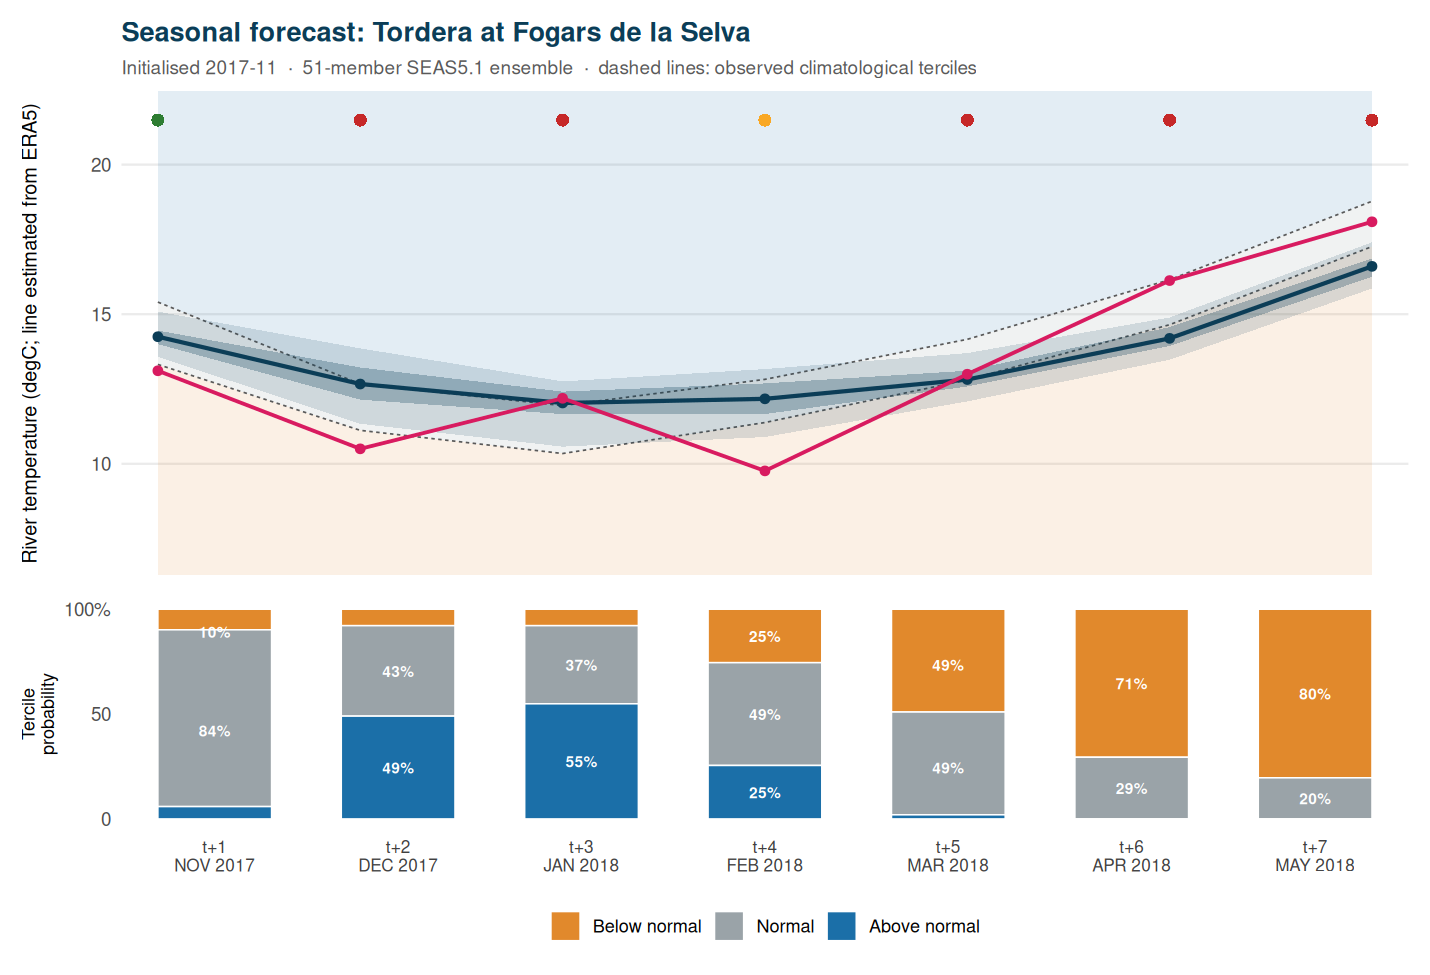 Seasonal forecast: Tordera at Fogars de la Selva
Initialised 2017-11 · 51-member SEAS5.1 ensemble · dashed lines: observed climatological terciles
River temperature (degC; line estimated from ERA5)
20
15
10
Tercile
probability
100%
50
0
10%
84%
43%
49%
37%
55%
25%
49%
25%
49%
49%
71%
29%
80%
20%
t+1
NOV 2017
t+2
DEC 2017
t+3
JAN 2018
t+4
FEB 2018
t+5
MAR 2018
t+6
APR 2018
t+7
MAY 2018
Below normal
Normal
Above normal